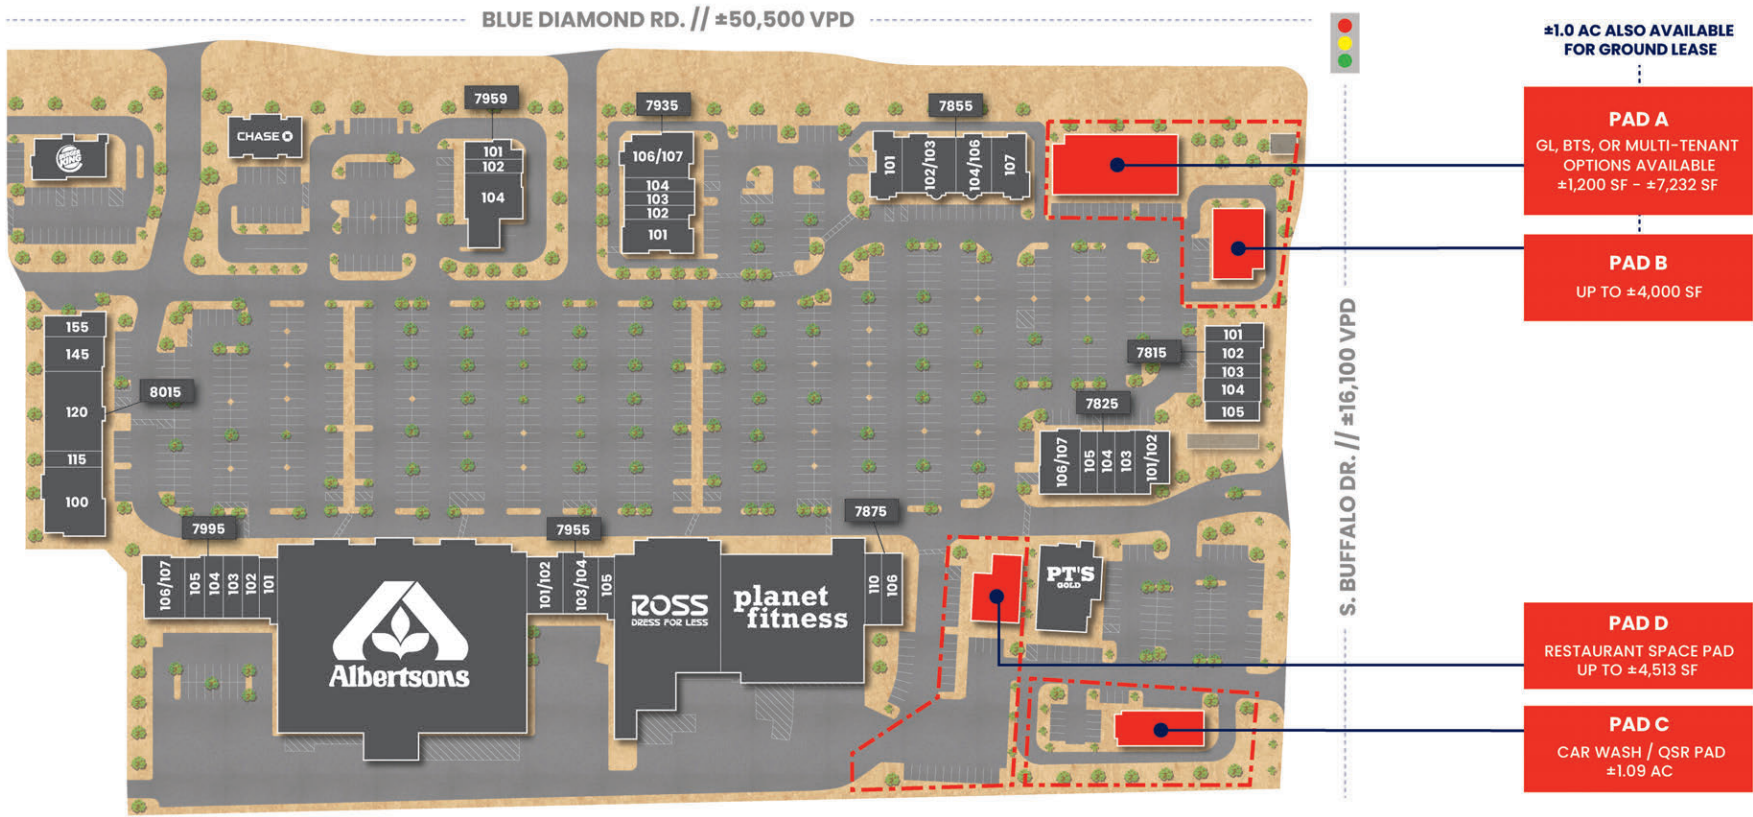 BLUE DIAMOND RD. // ±50,500 VPD
±1.0 AC ALSO AVAILABLE
FOR GROUND LEASE
PAD A
GL, BTS, OR MULTI-TENANT
OPTIONS AVAILABLE
±1,200 SF - ±7,232 SF
PAD B
UP TO ±4,000 SF
S. BUFFALO DR. // ±16,100 VPD
PAD D
RESTAURANT SPACE PAD
UP TO ±4,513 SF
PAD C
CAR WASH / QSR PAD
±1.09 AC
BURGER
KING
CHASE
7959
101
102
104
7935
106/107
104
103
102
101
7855
101
102/103
104/106
107
155
145
120
115
100
8015
7815
101
102
103
104
105
7825
106/107
105
104
103
101/102
7995
106/107
105
104
103
102
101
Albertsons
7955
101/102
103/104
105
ROSS
DRESS FOR LESS
planet
fitness
7875
110
106
PT'S
GOLD